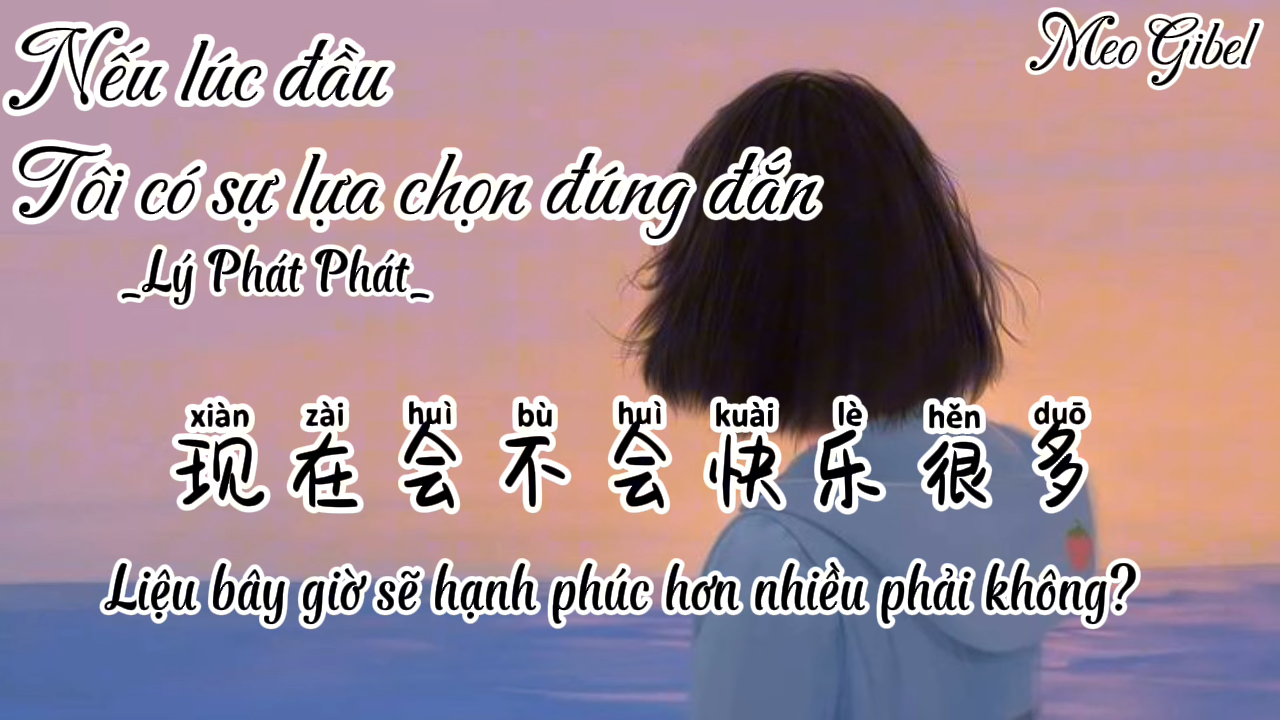 Nếu lúc đầu
Meo Gibel
Tôi có sự lựa chọn đúng đắn
_Lý Phát Phát_
xiàn zài huì bù huì kuài lè hěn duō
现在会不会快乐很多
Liệu bây giờ sẽ hạnh phúc hơn nhiều phải không?